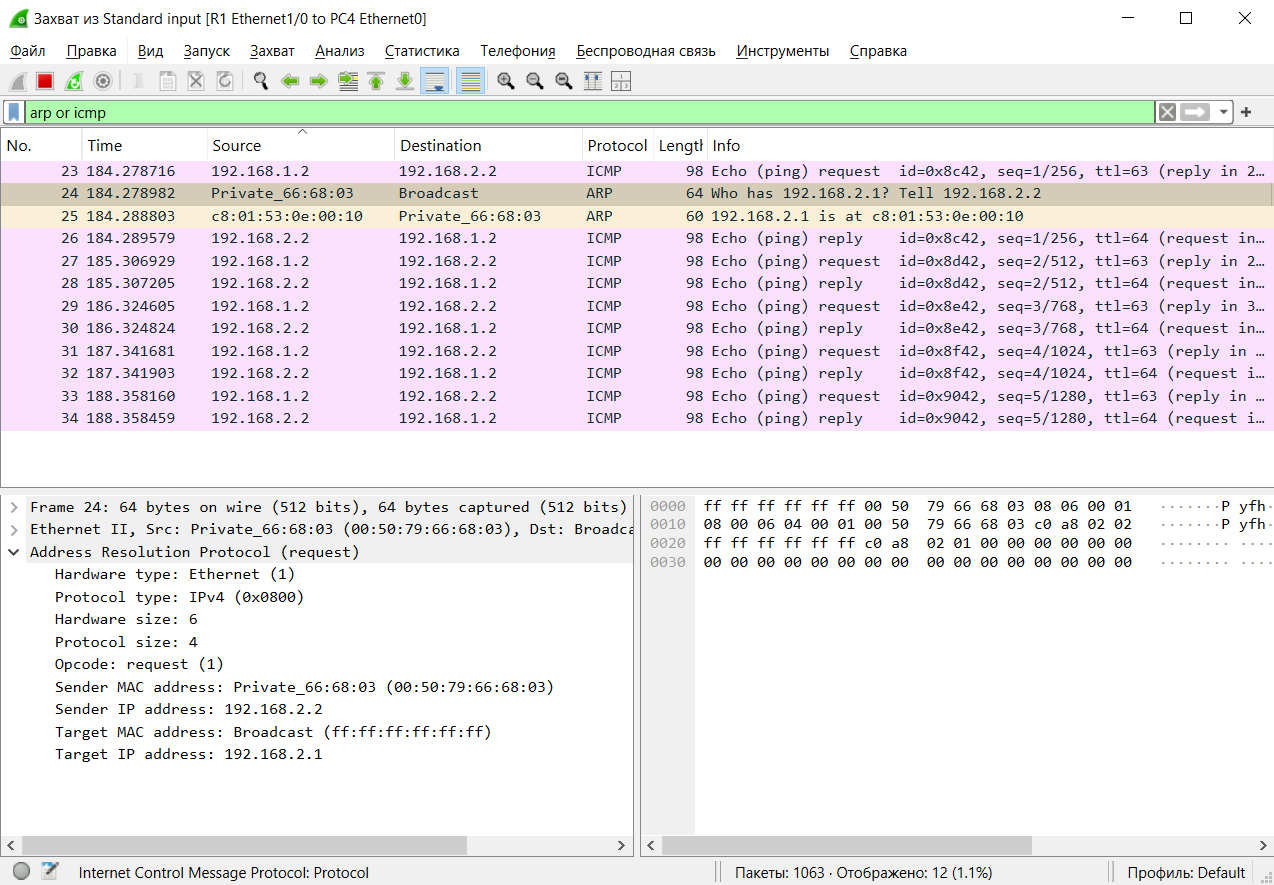 Захват из Standard input [R1 Ethernet1/0 to PC4 Ethernet0]
Файл Правка Вид Запуск Захват Анализ Статистика Телефония Беспроводная связь Инструменты Справка
arp or icmp
No. Time Source Destination Protocol Length Info
23 184.278716 192.168.1.2 192.168.2.2 ICMP 98 Echo (ping) request id=0x8c42, seq=1/256, ttl=63 (reply in 2…
24 184.278982 Private_66:68:03 Broadcast ARP 64 Who has 192.168.2.1? Tell 192.168.2.2
25 184.288803 c8:01:53:0e:00:10 Private_66:68:03 ARP 60 192.168.2.1 is at c8:01:53:0e:00:10
26 184.289579 192.168.2.2 192.168.1.2 ICMP 98 Echo (ping) reply id=0x8c42, seq=1/256, ttl=64 (request in…
27 185.306929 192.168.1.2 192.168.2.2 ICMP 98 Echo (ping) request id=0x8d42, seq=2/512, ttl=63 (reply in 2…
28 185.307205 192.168.2.2 192.168.1.2 ICMP 98 Echo (ping) reply id=0x8d42, seq=2/512, ttl=64 (request in…
29 186.324605 192.168.1.2 192.168.2.2 ICMP 98 Echo (ping) request id=0x8e42, seq=3/768, ttl=63 (reply in 3…
30 186.324824 192.168.2.2 192.168.1.2 ICMP 98 Echo (ping) reply id=0x8e42, seq=3/768, ttl=64 (request in…
31 187.341681 192.168.1.2 192.168.2.2 ICMP 98 Echo (ping) request id=0x8f42, seq=4/1024, ttl=63 (reply in …
32 187.341903 192.168.2.2 192.168.1.2 ICMP 98 Echo (ping) reply id=0x8f42, seq=4/1024, ttl=64 (request i…
33 188.358160 192.168.1.2 192.168.2.2 ICMP 98 Echo (ping) request id=0x9042, seq=5/1280, ttl=63 (reply in …
34 188.358459 192.168.2.2 192.168.1.2 ICMP 98 Echo (ping) reply id=0x9042, seq=5/1280, ttl=64 (request i…
Frame 24: 64 bytes on wire (512 bits), 64 bytes captured (512 bits)
Ethernet II, Src: Private_66:68:03 (00:50:79:66:68:03), Dst: Broadca
Address Resolution Protocol (request)
Hardware type: Ethernet (1)
Protocol type: IPv4 (0x0800)
Hardware size: 6
Protocol size: 4
Opcode: request (1)
Sender MAC address: Private_66:68:03 (00:50:79:66:68:03)
Sender IP address: 192.168.2.2
Target MAC address: Broadcast (ff:ff:ff:ff:ff:ff)
Target IP address: 192.168.2.1
0000 ff ff ff ff ff ff 00 50 79 66 68 03 08 06 00 01 ·······P yfh·
0010 08 00 06 04 00 01 00 50 79 66 68 03 c0 a8 02 02 ·······P yfh·
0020 ff ff ff ff ff ff c0 a8 02 01 00 00 00 00 00 00 ········ ····
0030 00 00 00 00 00 00 00 00 00 00 00 00 00 00 00 00 ········ ····
Internet Control Message Protocol: Protocol
Пакеты: 1063 · Отображено: 12 (1.1%)
Профиль: Default